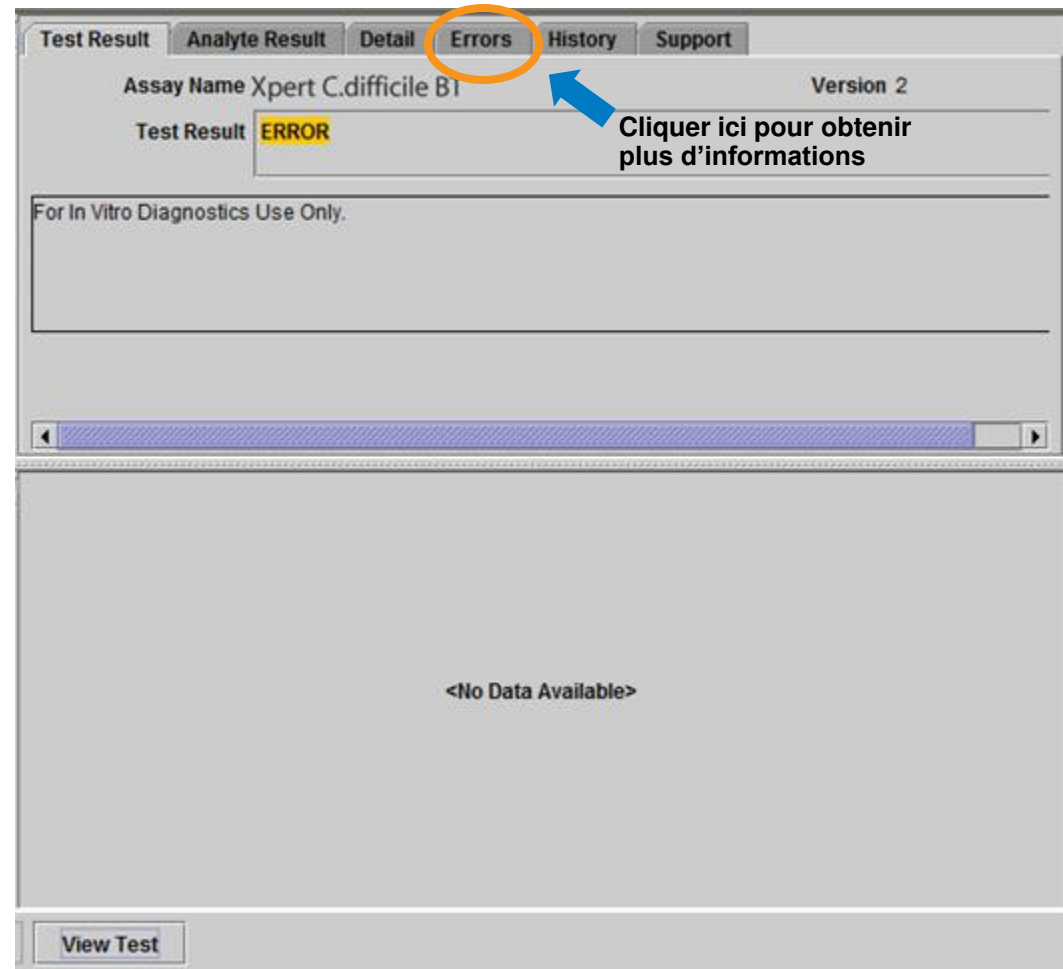 Test Result Analyte Result Detail Errors History Support
Assay Name Xpert C.difficile BT Version 2
Test Result ERROR
Cliquer ici pour obtenir
plus d'informations
For In Vitro Diagnostics Use Only.
<No Data Available>
View Test